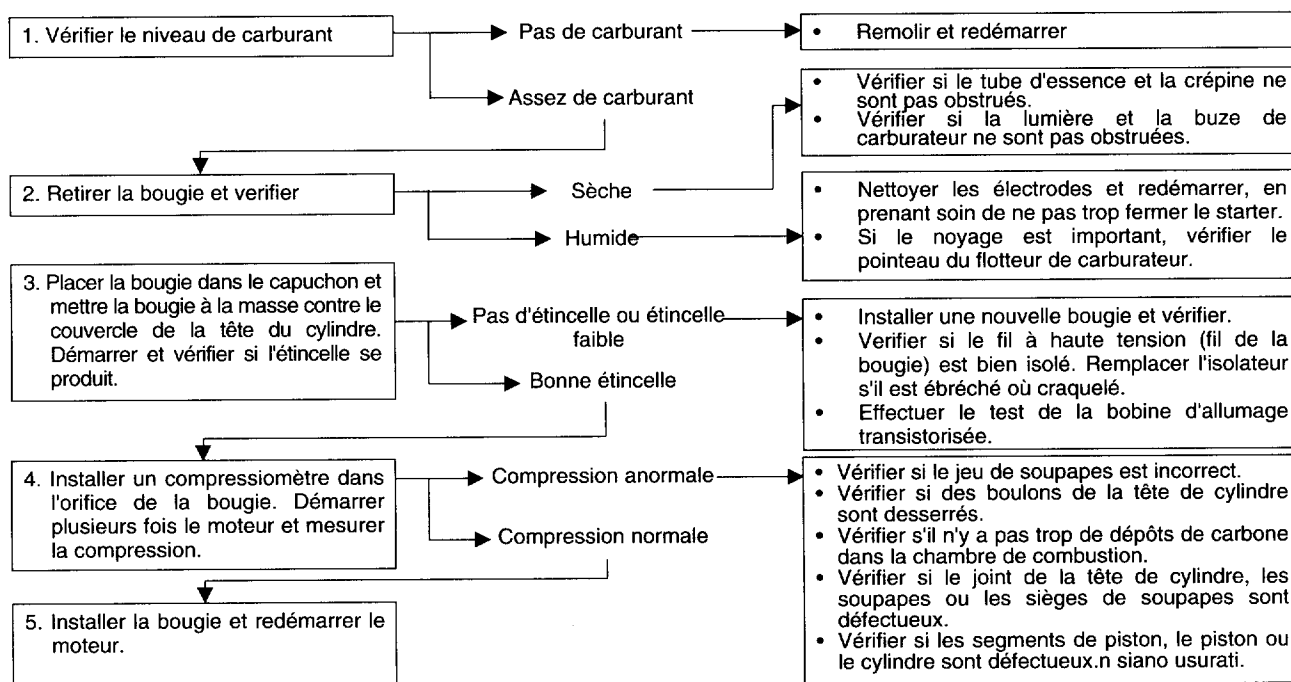 1. Vérifier le niveau de carburant
Pas de carburant
• Remolir et redémarrer
Assez de carburant
• Vérifier si le tube d'essence et la crépine ne
sont pas obstrués.
• Vérifier si la lumière et la buze de
carburateur ne sont pas obstruées.
2. Retirer la bougie et verifier
Sèche
Humide
• Nettoyer les électrodes et redémarrer, en
prenant soin de ne pas trop fermer le starter.
• Si le noyage est important, vérifier le
pointeau du flotteur de carburateur.
3. Placer la bougie dans le capuchon et
mettre la bougie à la masse contre le
couvercle de la tête du cylindre.
Démarrer et vérifier si l'étincelle se
produit.
Pas d'étincelle ou étincelle
faible
Bonne étincelle
• Installer une nouvelle bougie et vérifier.
• Verifier si le fil à haute tension (fil de la
bougie) est bien isolé. Remplacer l'isolateur
s'il est ébréché où craquelé.
• Effectuer le test de la bobine d'allumage
transistorisée.
4. Installer un compressiomètre dans
l'orifice de la bougie. Démarrer
plusieurs fois le moteur et mesurer
la compression.
Compression anormale
Compression normale
• Vérifier si le jeu de soupapes est incorrect.
• Vérifier si des boulons de la tête de cylindre
sont desserrés.
• Vérifier s'il n'y a pas trop de dépôts de carbone
dans la chambre de combustion.
• Vérifier si le joint de la tête de cylindre, les
soupapes ou les sièges de soupapes sont
défectueux.
• Vérifier si les segments de piston, le piston ou
le cylindre sont défectueux.n siano usurati.
5. Installer la bougie et redémarrer le
moteur.